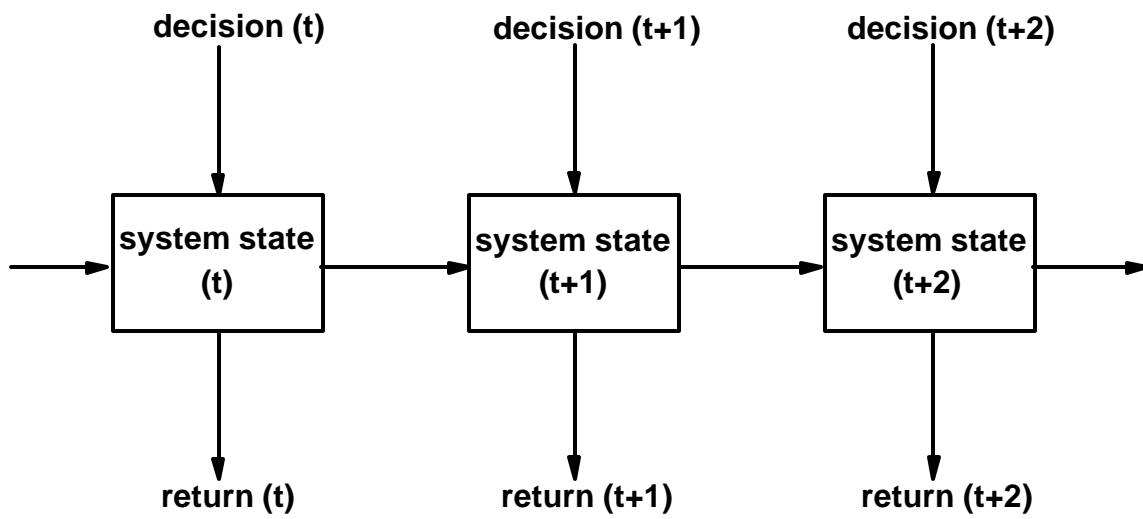 decision (t)
decision (t+1)
decision (t+2)
system state
(t)
system state
(t+1)
system state
(t+2)
return (t)
return (t+1)
return (t+2)